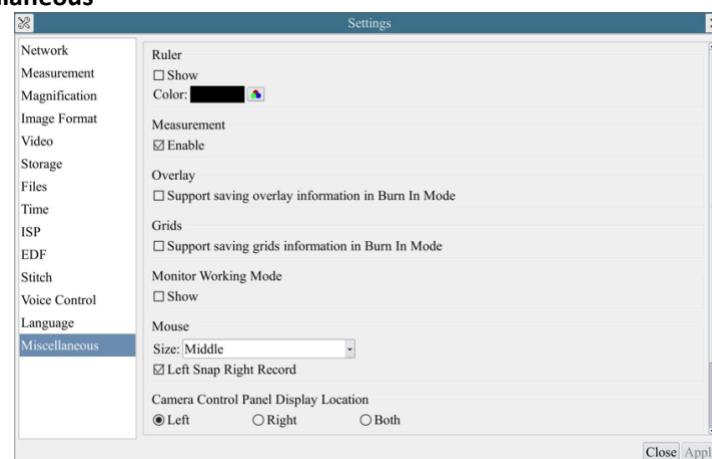 laneous
Settings
Network
Measurement
Magnification
Image Format
Video
Storage
Files
Time
ISP
EDF
Stitch
Voice Control
Language
Miscellaneous
Ruler
Show
Color:
Measurement
Enable
Overlay
Support saving overlay information in Burn In Mode
Grids
Support saving grids information in Burn In Mode
Monitor Working Mode
Show
Mouse
Size: Middle
Left Snap Right Record
Camera Control Panel Display Location
Left Right Both
Close Appl